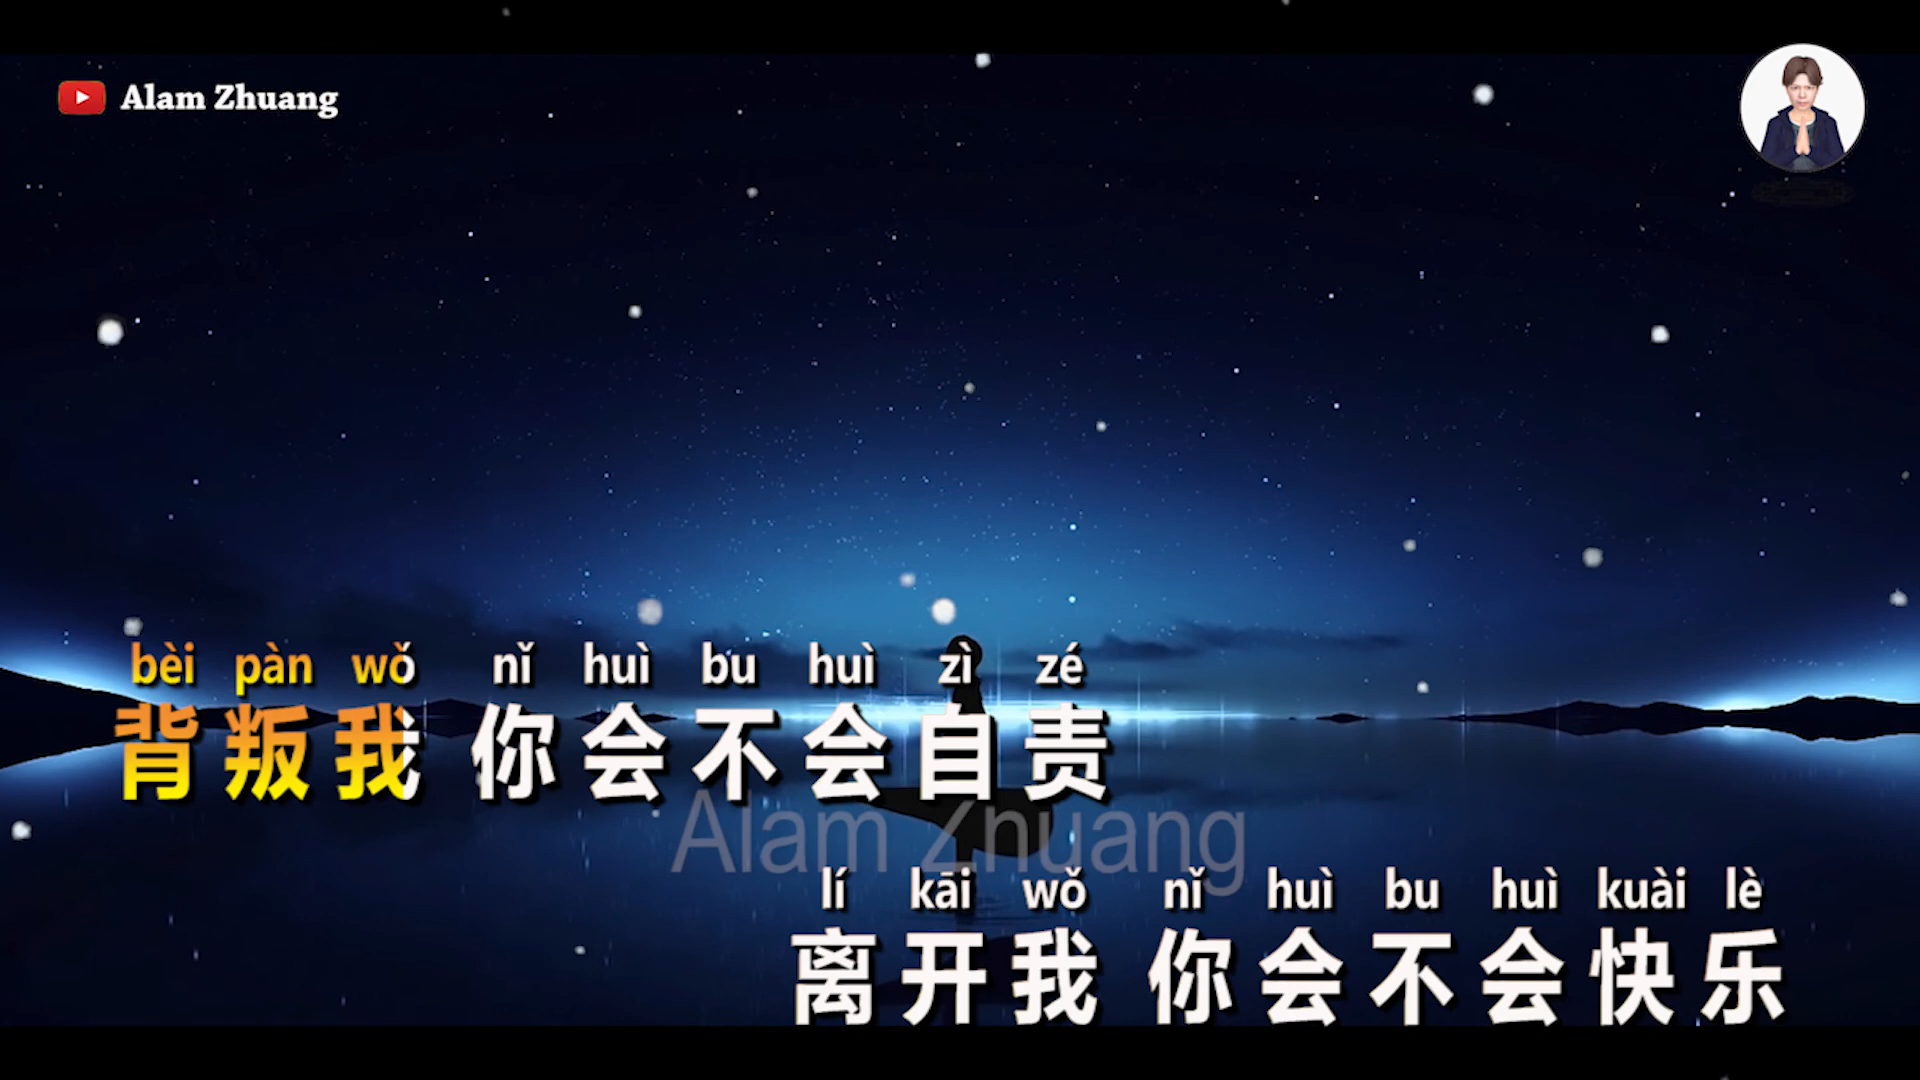 Alam Zhuang
bèi pàn wǒ nǐ huì bu huì zì zé
背叛我 你会不会自责
Alam Zhuang
lí kāi wǒ nǐ huì bu huì kuài lè
离开我 你会不会快乐